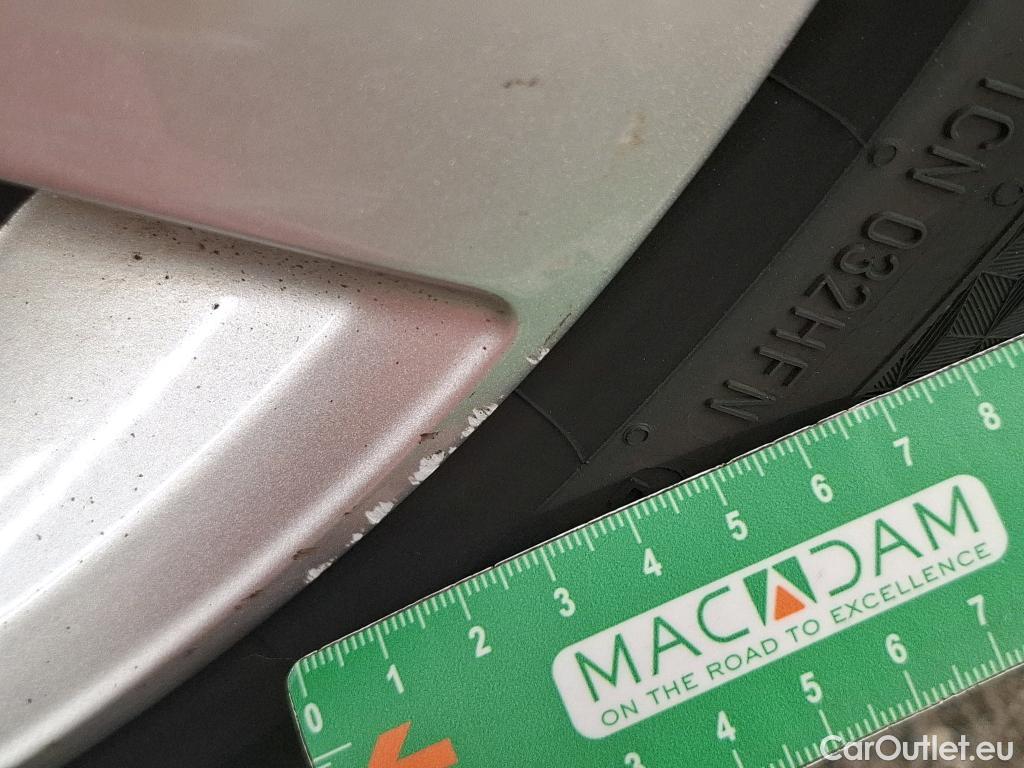 ICN 032HFN
0 1 2 3 4 5 6 7 8
MACADAM
ON THE ROAD TO EXCELLENCE
3 4 5 6 7
CarOutlet.eu